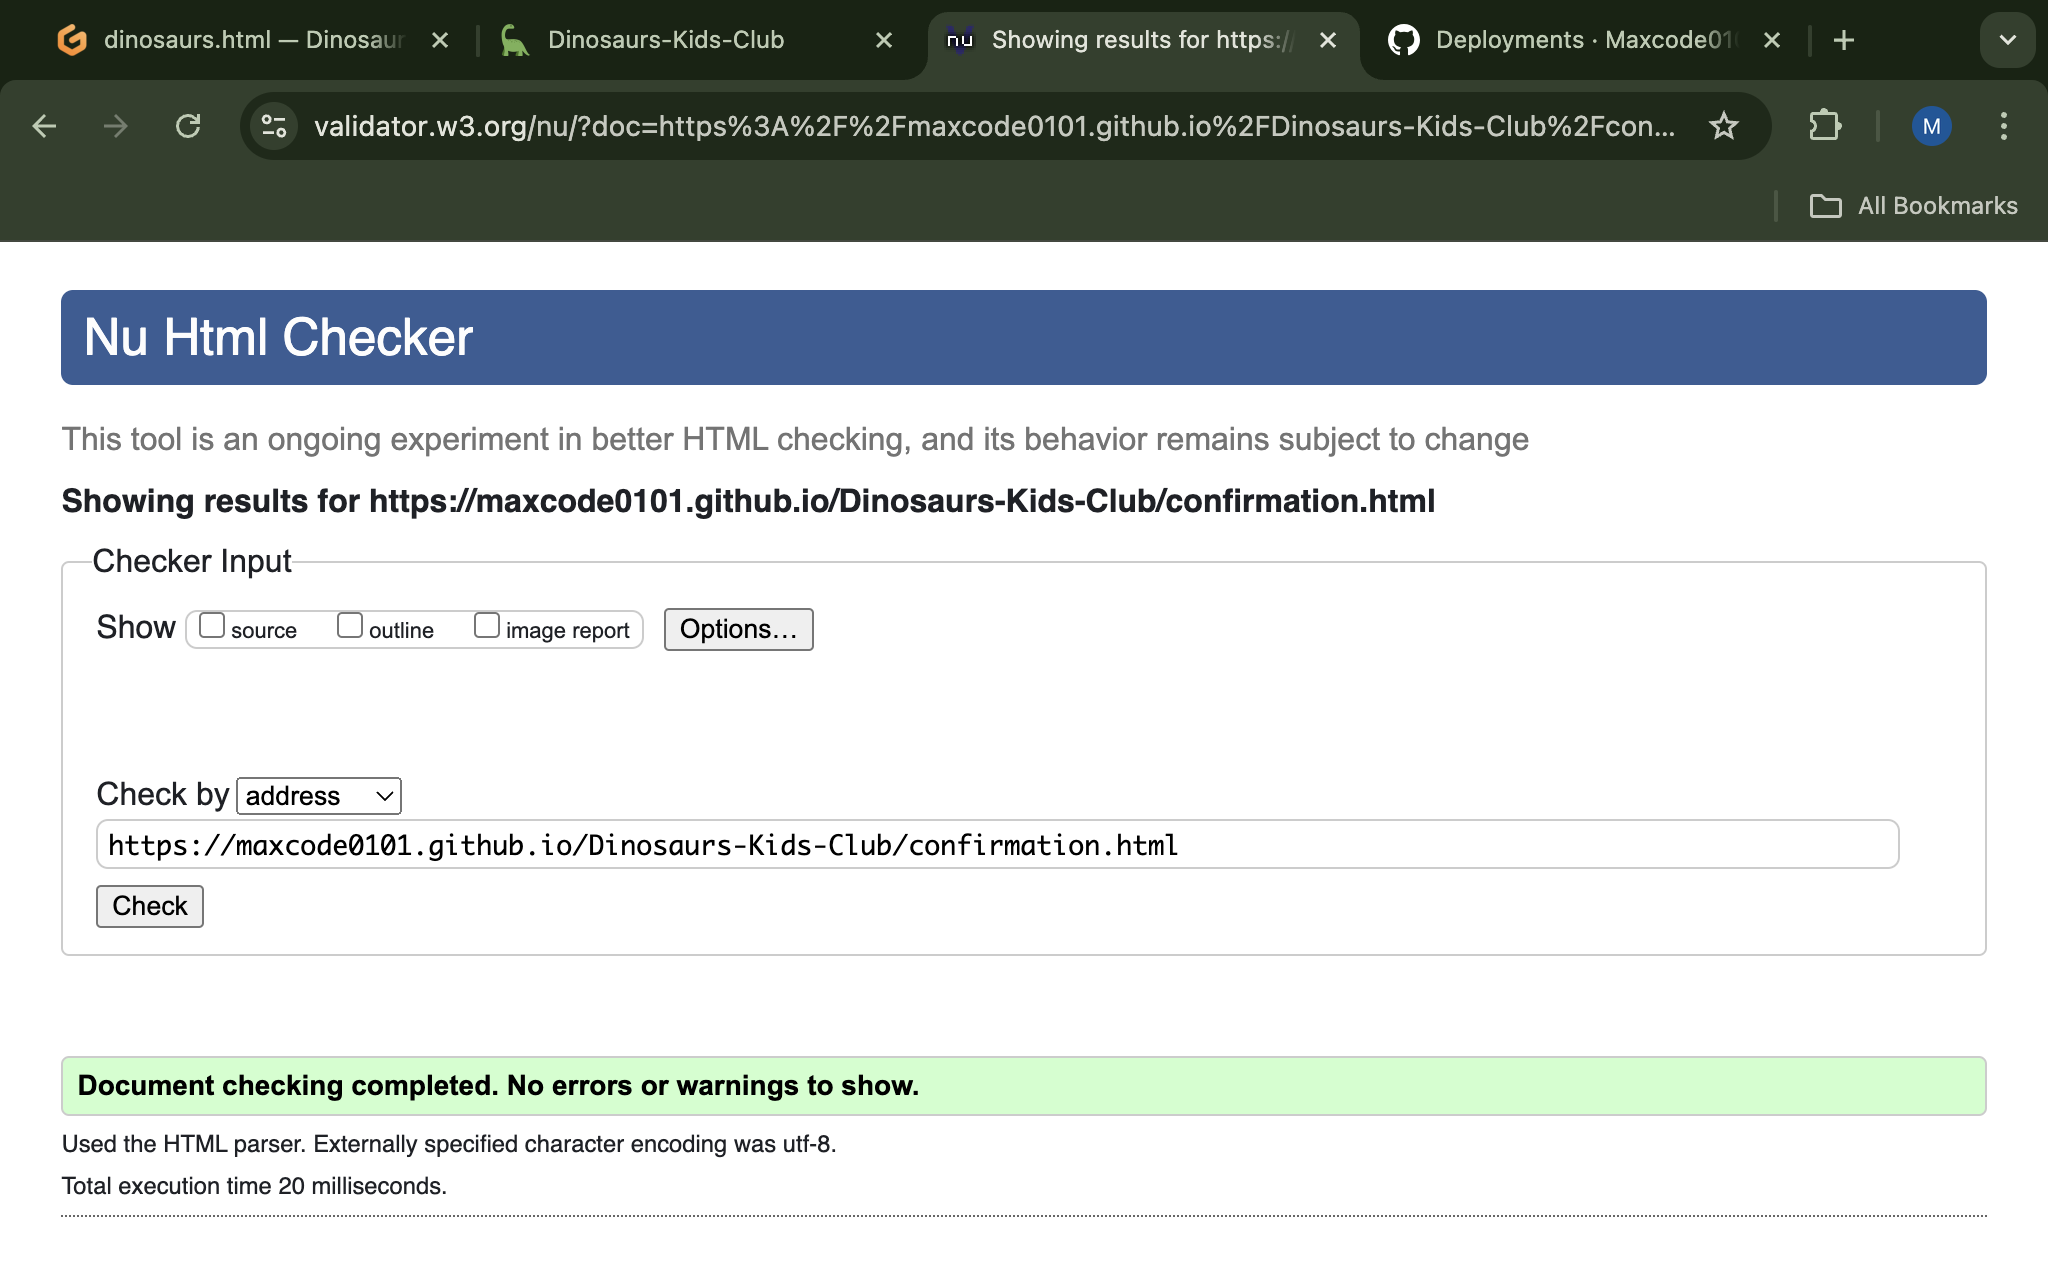 dinosaurs.html — Dinosaur
Dinosaurs-Kids-Club
nu
Showing results for https://
Deployments · Maxcode01
validator.w3.org/nu/?doc=https%3A%2F%2Fmaxcode0101.github.io%2FDinosaurs-Kids-Club%2Fcon...
M
All Bookmarks
Nu Html Checker
This tool is an ongoing experiment in better HTML checking, and its behavior remains subject to change
Showing results for https://maxcode0101.github.io/Dinosaurs-Kids-Club/confirmation.html
Checker Input
Show source outline image report Options...
Check by address
https://maxcode0101.github.io/Dinosaurs-Kids-Club/confirmation.html
Check
Document checking completed. No errors or warnings to show.
Used the HTML parser. Externally specified character encoding was utf-8.
Total execution time 20 milliseconds.